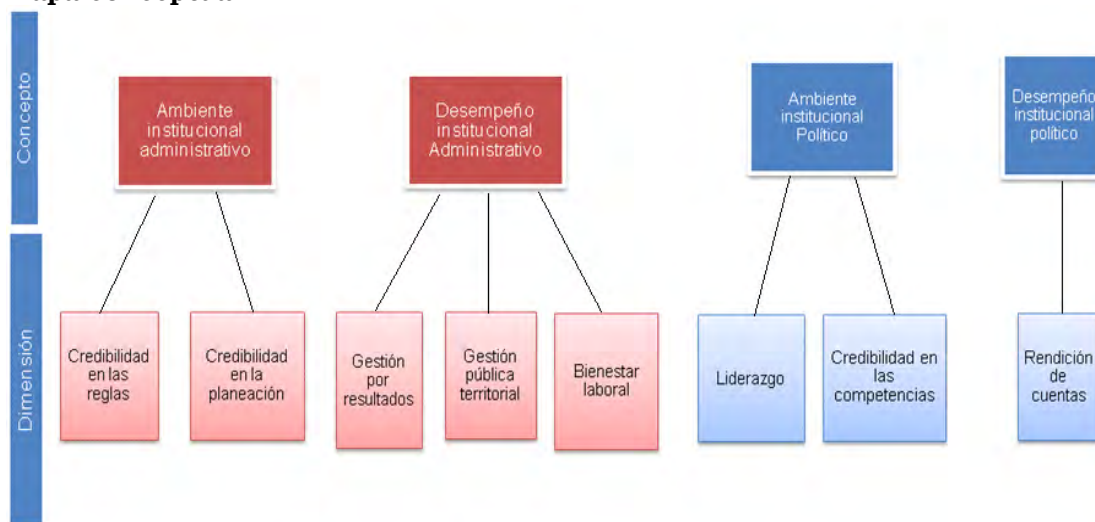 Concepto
Ambiente
institucional
administrativo
Desempeño
institucional
Administrativo
Ambiente
institucional
Político
Desempeño
institucional
político
Dimensión
Credibilidad
en las
reglas
Credibilidad
en la
planeación
Gestión
por
resultados
Gestión
pública
territorial
Bienestar
laboral
Liderazgo
Credibilidad en
las
competencias
Rendición
de
cuentas